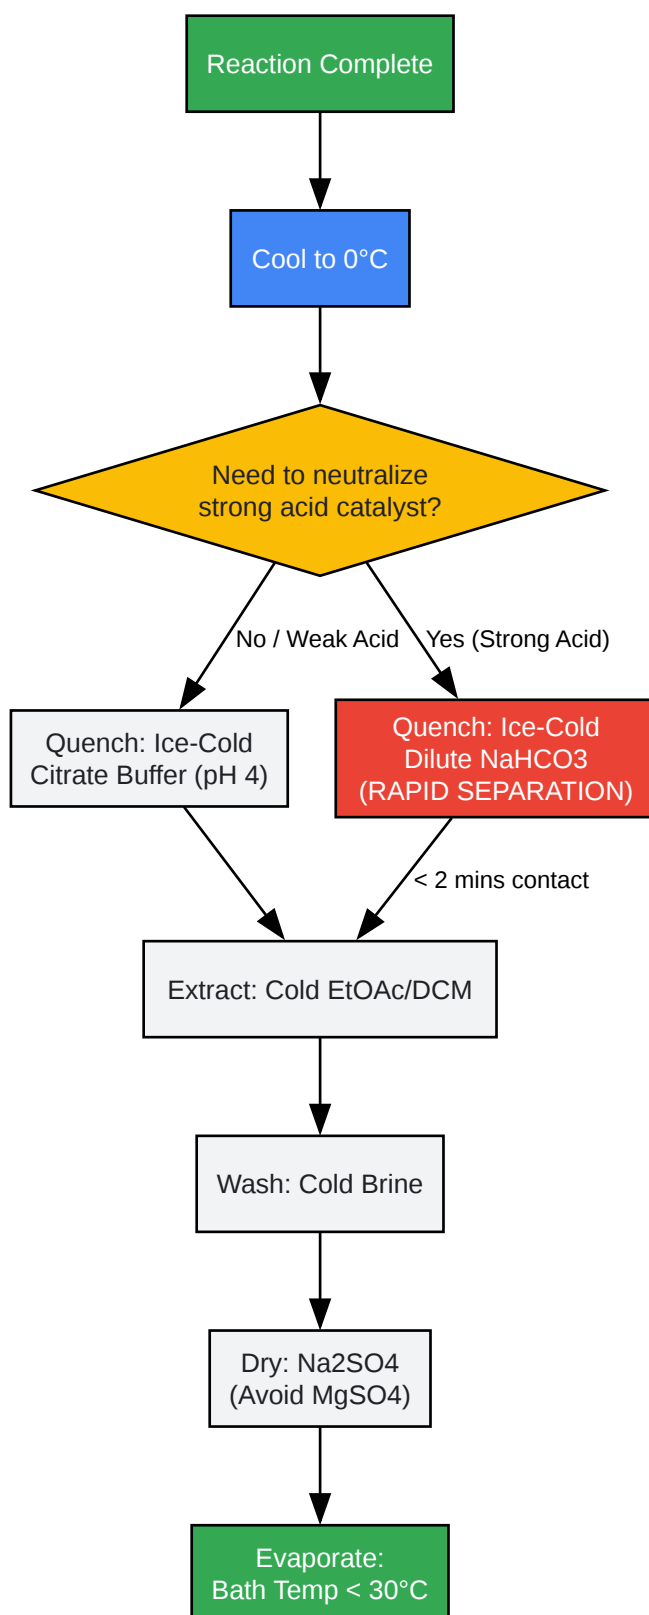 Reaction Complete
Cool to 0°C
Need to neutralize
strong acid catalyst?
No / Weak Acid
Yes (Strong Acid)
Quench: Ice-Cold
Citrate Buffer (pH 4)
Quench: Ice-Cold
Dilute NaHCO3
(RAPID SEPARATION)
< 2 mins contact
Extract: Cold EtOAc/DCM
Wash: Cold Brine
Dry: Na2SO4
(Avoid MgSO4)
Evaporate:
Bath Temp < 30°C